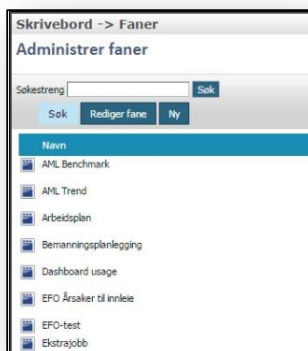 Skrivebord -> Faner
Administrer faner
Søkestreng Søk
Søk Rediger fane Ny
Navn
AML Benchmark
AML Trend
Arbeidsplan
Bemanningsplanlegging
Dashboard usage
EFO Årsaker til innleie
EFO-test
Ekstrajobb